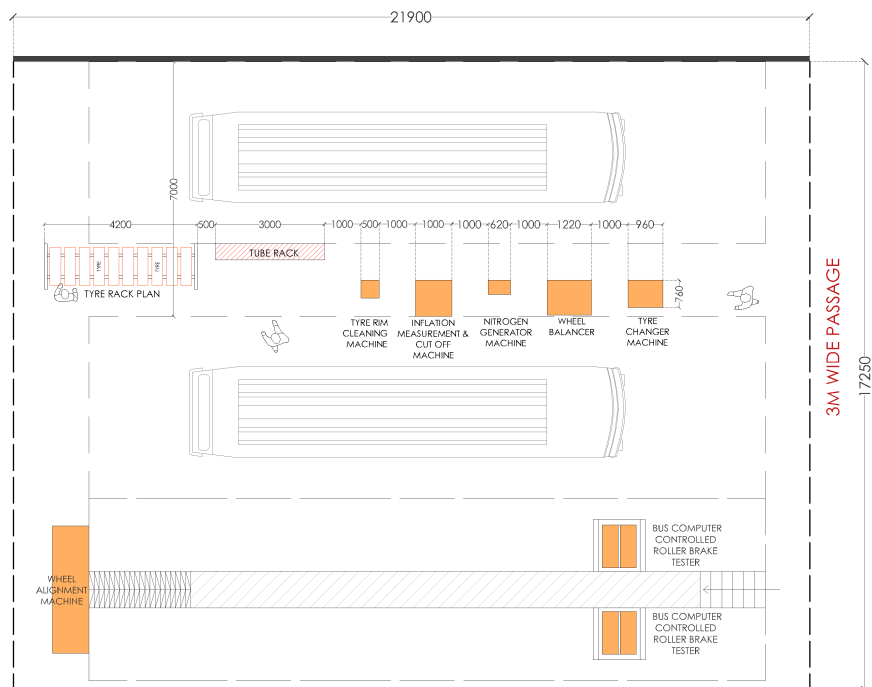 21900
7000
4200
500
3000
1000
500
1000
1000
1000
620
1000
1220
1000
960
TUBE RACK
TYRE
TYRE
TYRE RACK PLAN
760
TYRE RIM
CLEANING
MACHINE
INFLATION
MEASUREMENT &
CUT OFF
MACHINE
NITROGEN
GENERATOR
MACHINE
WHEEL
BALANCER
TYRE
CHANGER
MACHINE
3M WIDE PASSAGE
17250
WHEEL
ALIGNMENT
MACHINE
BUS COMPUTER
CONTROLLED
ROLLER BRAKE
TESTER
BUS COMPUTER
CONTROLLED
ROLLER BRAKE
TESTER